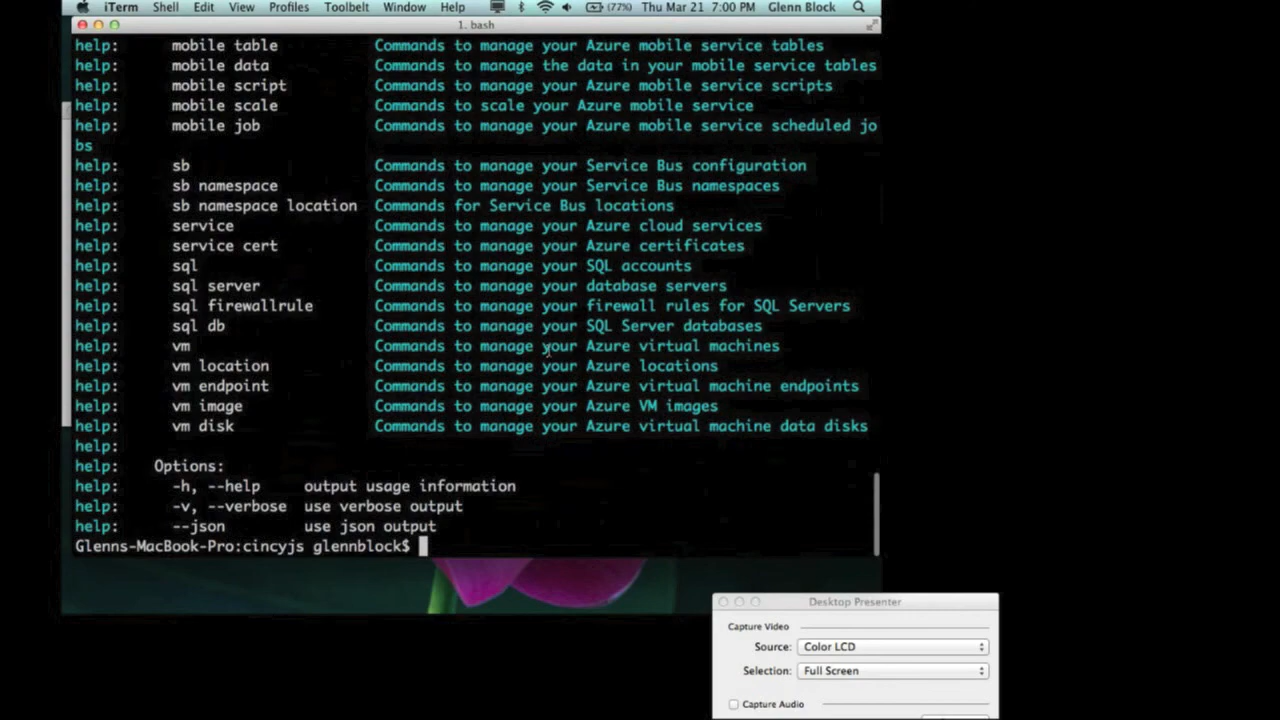 iTerm Shell Edit View Profiles Toolbelt Window Help (77%) Thu Mar 21 7:00 PM Glenn Block
1. bash
help: mobile table Commands to manage your Azure mobile service tables
help: mobile data Commands to manage the data in your mobile service tables
help: mobile script Commands to manage your Azure mobile service scripts
help: mobile scale Commands to scale your Azure mobile service
help: mobile job Commands to manage your Azure mobile service scheduled jo
bs
help: sb Commands to manage your Service Bus configuration
help: sb namespace Commands to manage your Service Bus namespaces
help: sb namespace location Commands for Service Bus locations
help: service Commands to manage your Azure cloud services
help: service cert Commands to manage your Azure certificates
help: sql Commands to manage your SQL accounts
help: sql server Commands to manage your database servers
help: sql firewallrule Commands to manage your firewall rules for SQL Servers
help: sql db Commands to manage your SQL Server databases
help: vm Commands to manage your Azure virtual machines
help: vm location Commands to manage your Azure locations
help: vm endpoint Commands to manage your Azure virtual machine endpoints
help: vm image Commands to manage your Azure VM images
help: vm disk Commands to manage your Azure virtual machine data disks
help:
help: Options:
help: -h, --help output usage information
help: -v, --verbose use verbose output
help: --json use json output
Glenns-MacBook-Pro:cincyjs glennblock$
Desktop Presenter
Capture Video
Source: Color LCD
Selection: Full Screen
Capture Audio